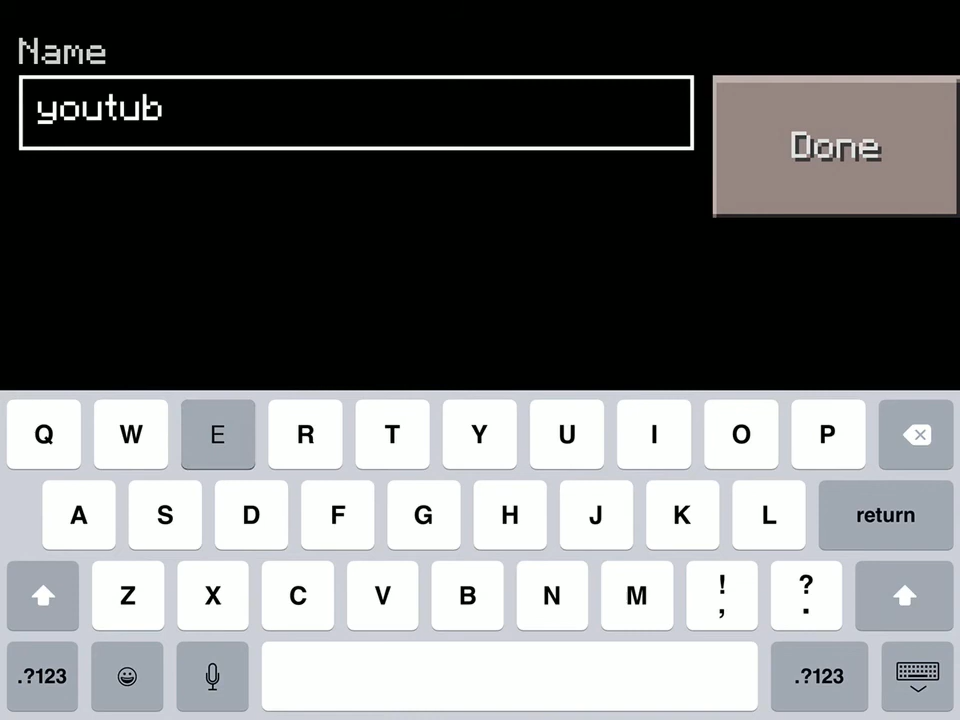 Name
youtub
Done
Q W E R T Y U I O P
A S D F G H J K L return
Z X C V B N M ! , ? .
.?123 .?123